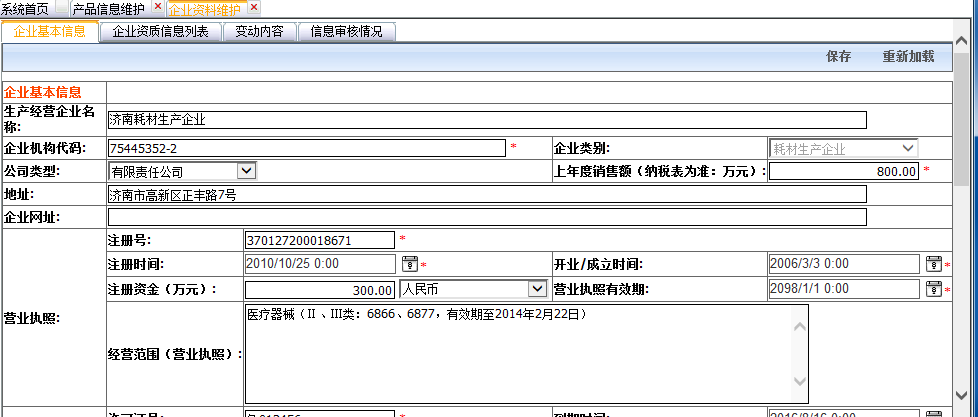 系统首页 产品信息维护 企业资料维护
企业基本信息 企业资质信息列表 变动内容 信息审核情况
保存 重新加载
企业基本信息
生产经营企业名称: 济南耗材生产企业
企业机构代码: 75445352-2 * 企业类别: 耗材生产企业
公司类型: 有限责任公司 上年度销售额（纳税表为准：万元）: 800.00 *
地址: 济南市高新区正丰路7号
企业网址:
营业执照:
注册号: 370127200018671 *
注册时间: 2010/10/25 0:00 * 开业/成立时间: 2006/3/3 0:00 *
注册资金（万元）: 300.00 人民币 营业执照有效期: 2098/1/1 0:00 *
经营范围（营业执照）: 医疗器械（Ⅱ、Ⅲ类：6866、6877，有效期至2014年2月22日）